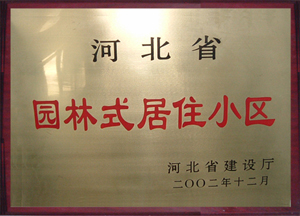 河北省
园林式居住小区
河北省建设厅
二〇〇二年十二月